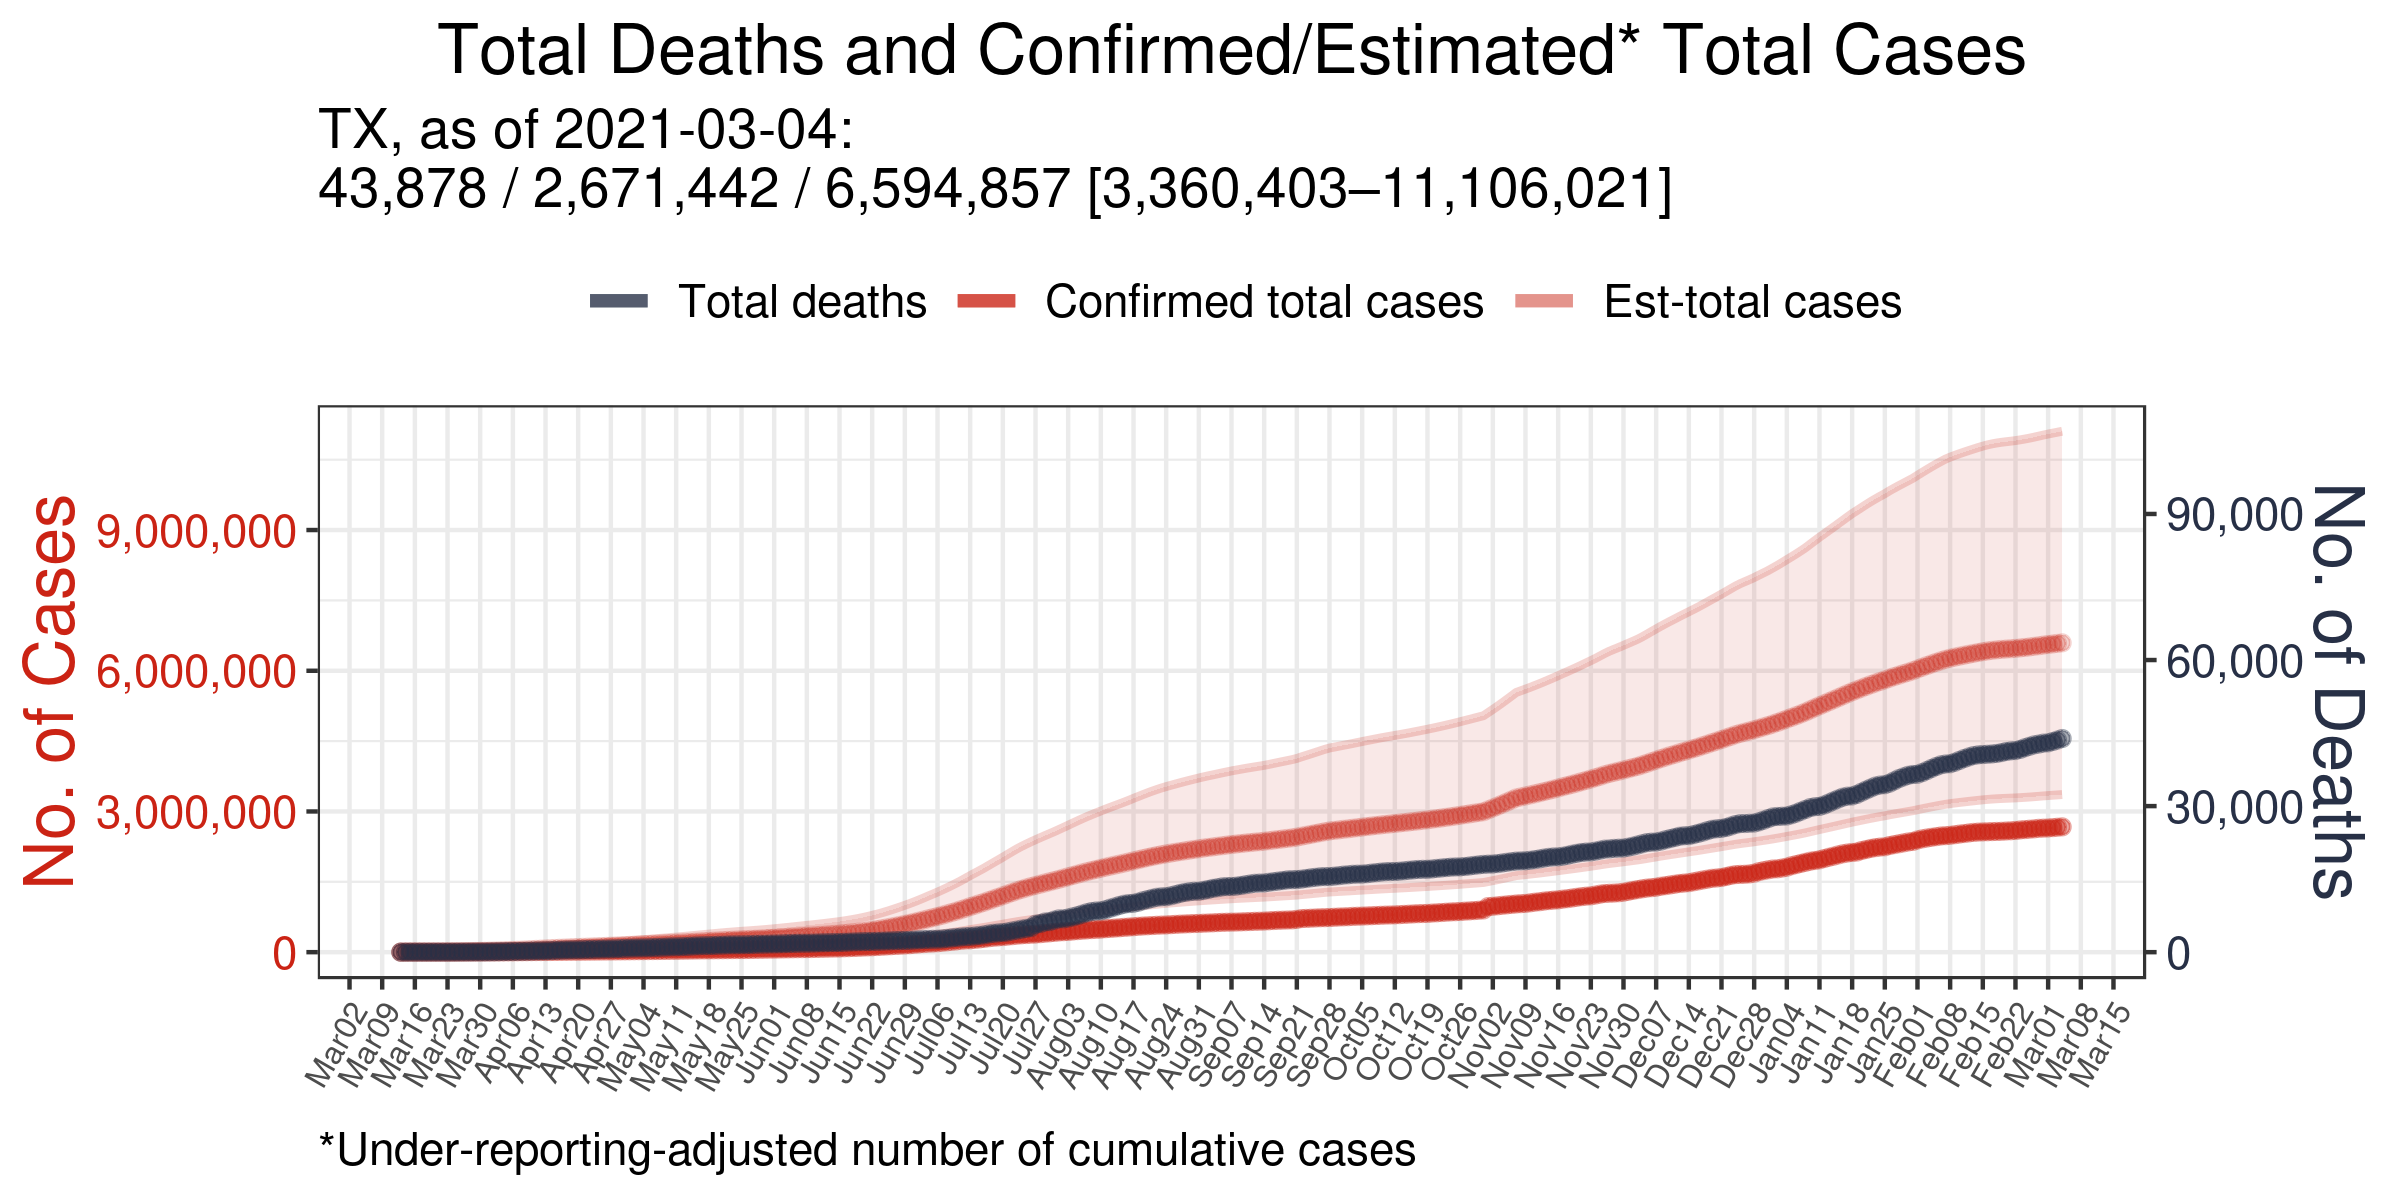 Total Deaths and Confirmed/Estimated* Total Cases
TX, as of 2021-03-04:
43,878 / 2,671,442 / 6,594,857 [3,360,403–11,106,021]
Total deaths Confirmed total cases Est-total cases
No. of Cases
9,000,000
6,000,000
3,000,000
0
90,000
60,000
30,000
0
No. of Deaths
Mar02 Mar09 Mar16 Mar23 Mar30 Apr06 Apr13 Apr20 Apr27 May04 May11 May18 May25 Jun01 Jun08 Jun15 Jun22 Jun29 Jul06 Jul13 Jul20 Jul27 Aug03 Aug10 Aug17 Aug24 Aug31 Sep07 Sep14 Sep21 Sep28 Oct05 Oct12 Oct19 Oct26 Nov02 Nov09 Nov16 Nov23 Nov30 Dec07 Dec14 Dec21 Dec28 Jan04 Jan11 Jan18 Jan25 Feb01 Feb08 Feb15 Feb22 Mar01 Mar08 Mar15
*Under-reporting-adjusted number of cumulative cases